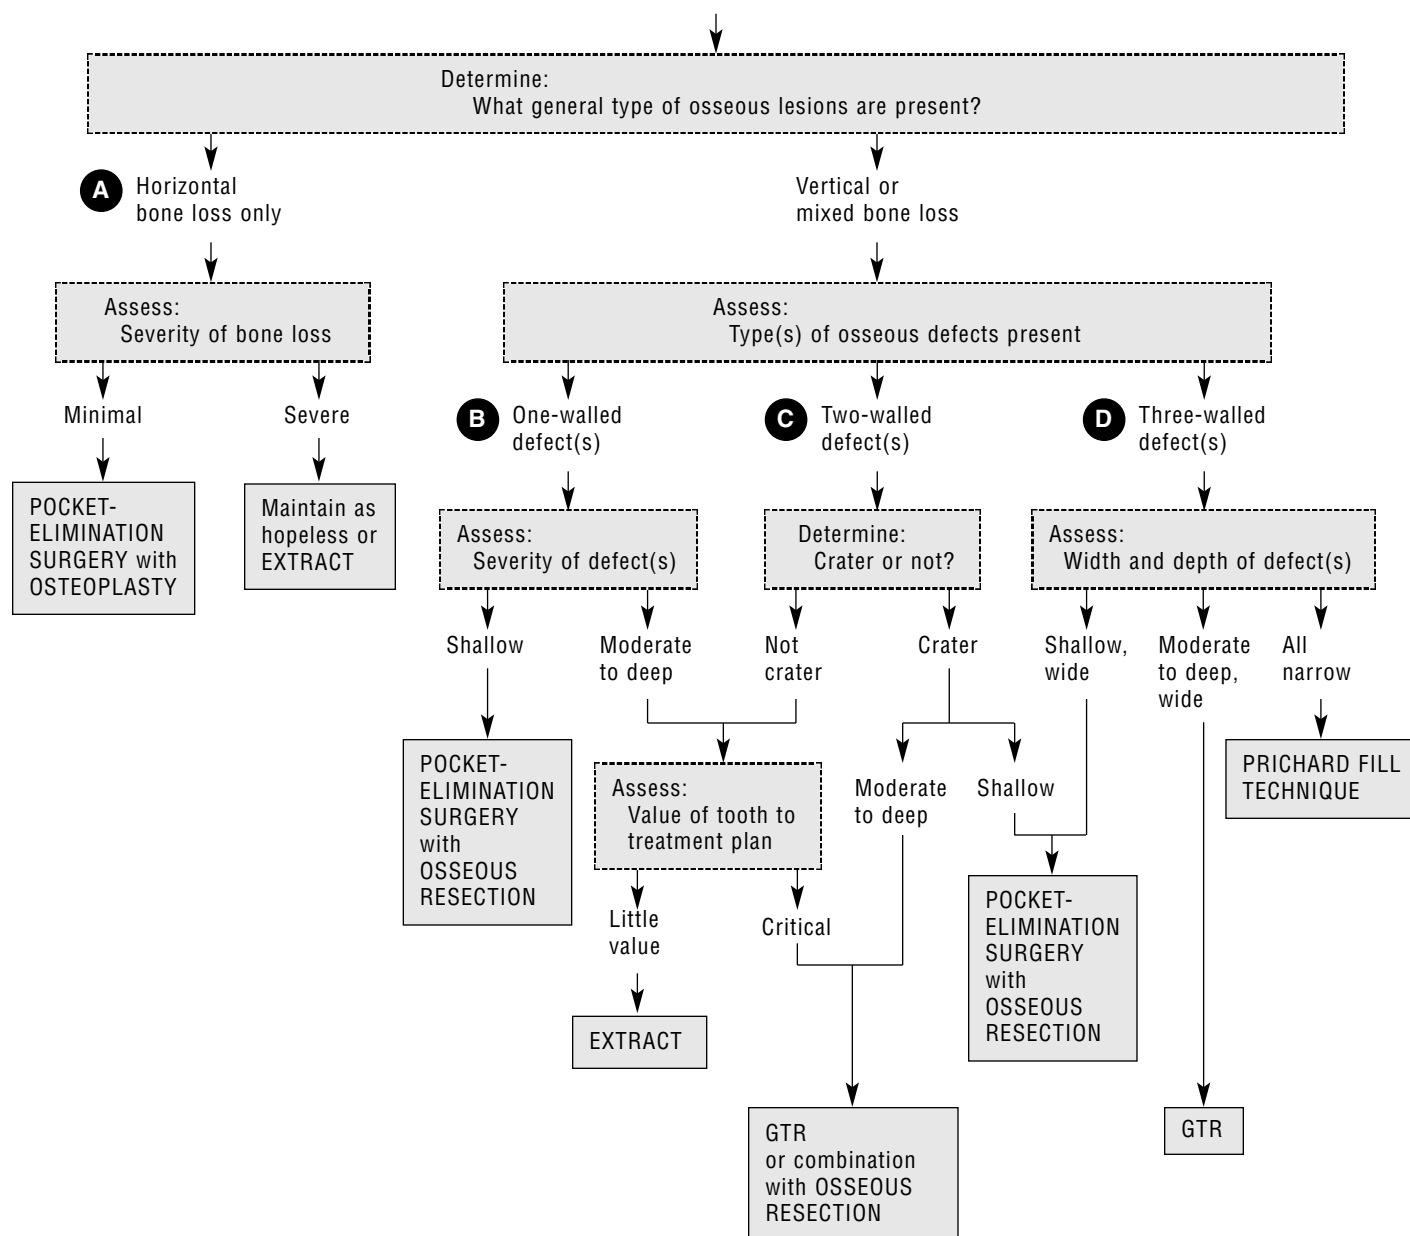 Determine:
What general type of osseous lesions are present?
A
Horizontal
bone loss only
Vertical or
mixed bone loss
Assess:
Severity of bone loss
Assess:
Type(s) of osseous defects present
Minimal
Severe
B
One-walled
defect(s)
C
Two-walled
defect(s)
D
Three-walled
defect(s)
POCKET-
ELIMINATION
SURGERY with
OSTEOPLASTY
Maintain as
hopeless or
EXTRACT
Assess:
Severity of defect(s)
Determine:
Crater or not?
Assess:
Width and depth of defect(s)
Shallow
Moderate
to deep
Not
crater
Crater
Shallow,
wide
Moderate
to deep,
wide
All
narrow
POCKET-
ELIMINATION
SURGERY
with
OSSEOUS
RESECTION
Assess:
Value of tooth to
treatment plan
Moderate
to deep
Shallow
PRICHARD FILL
TECHNIQUE
Little
value
Critical
POCKET-
ELIMINATION
SURGERY
with
OSSEOUS
RESECTION
EXTRACT
GTR
or combination
with OSSEOUS
RESECTION
GTR